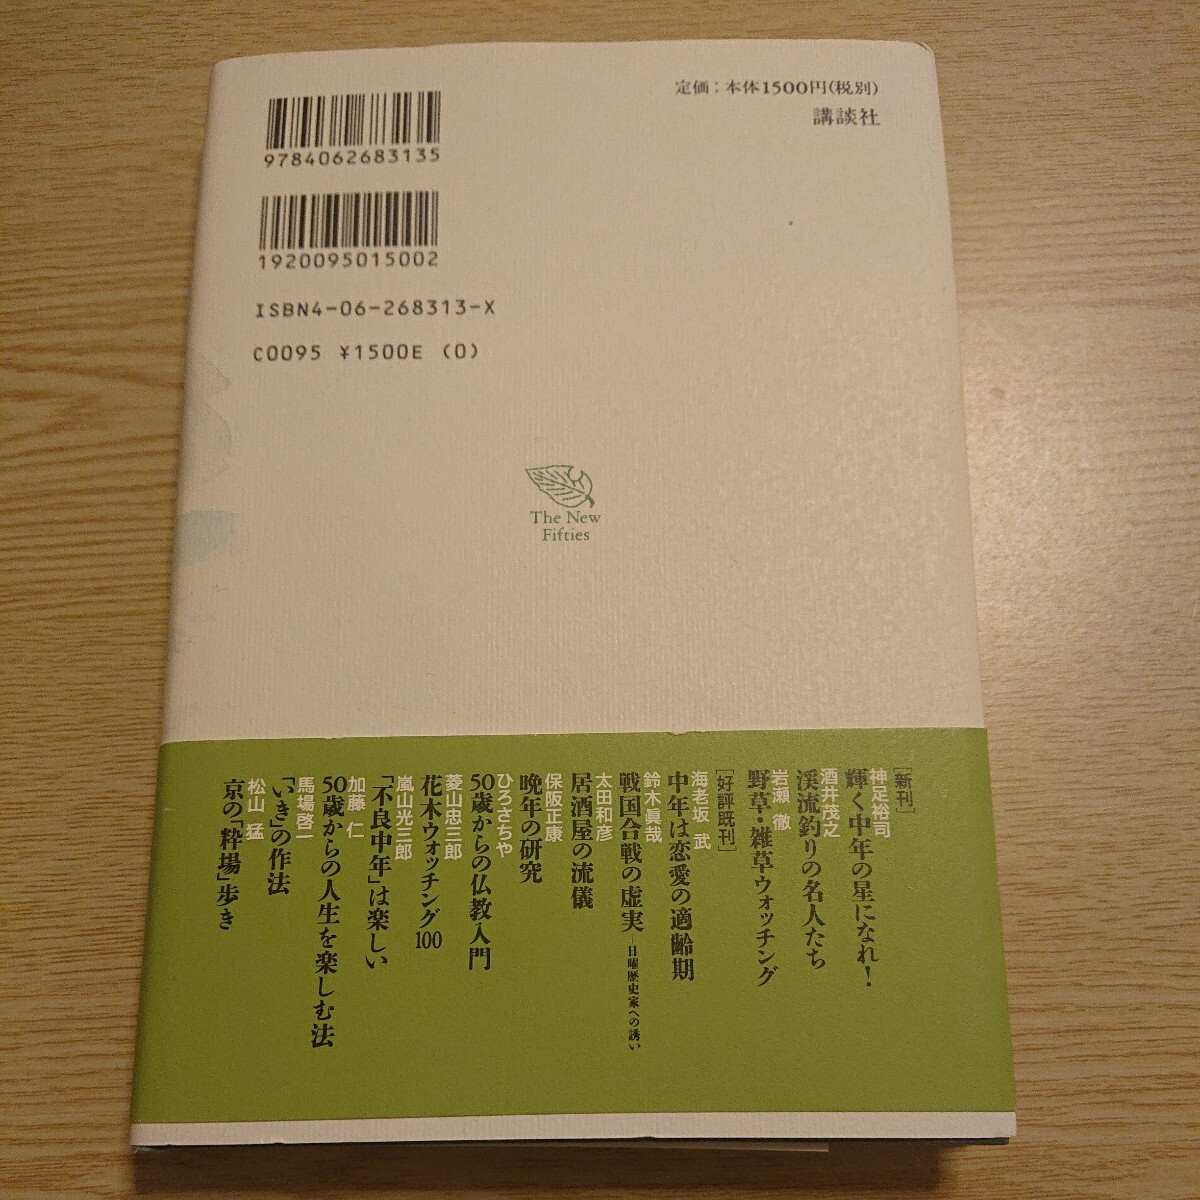 定価：本体1500円（税別）
講談社
9784062683135
1920095015002
ISBN4-06-268313-X
C0095 ¥1500E (0)
The New
Fifties
［新刊］
神足裕司
輝く中年の星になれ！
酒井茂之
渓流釣りの名人たち
岩瀬 徹
野草・雑草ウォッチング
［好評既刊］
海老坂 武
中年は恋愛の適齢期
鈴木眞哉
戦国合戦の虚実―日曜歴史家への誘い
太田和彦
居酒屋の流儀
保阪正康
晩年の研究
ひろさちや
50歳からの仏教入門
菱山忠三郎
花木ウォッチング100
嵐山光三郎
「不良中年」は楽しい
加藤 仁
50歳からの人生を楽しむ法
馬場啓一
「いき」の作法
松山 猛
京の「粋場」歩き